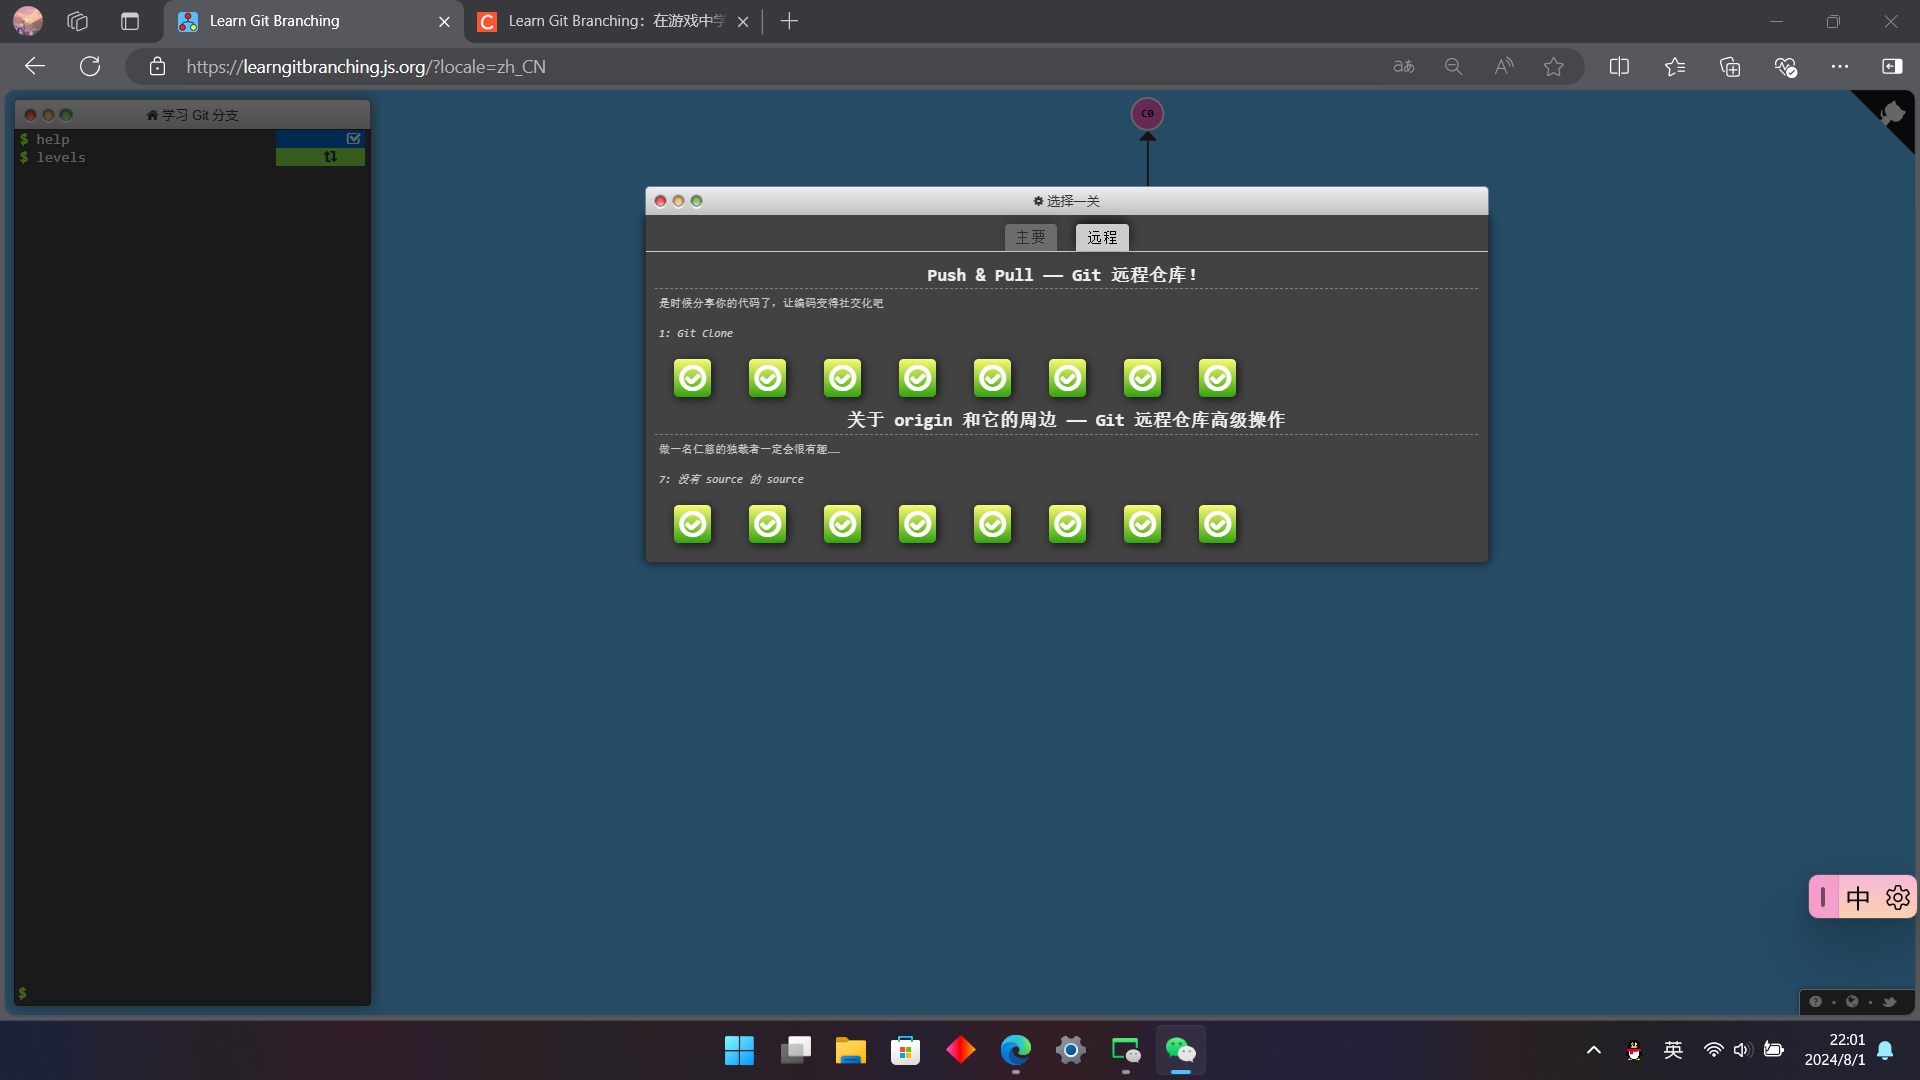 Learn Git Branching
Learn Git Branching：在游戏中学
https://learngitbranching.js.org/?locale=zh_CN
aあ
学习 Git 分支
$ help
$ levels
$
C0
选择一关
主要
远程
Push & Pull —— Git 远程仓库！
是时候分享你的代码了，让编码变得社交化吧
1: Git Clone
关于 origin 和它的周边 —— Git 远程仓库高级操作
做一名仁慈的独裁者一定会很有趣……
7: 没有 source 的 source
中
英
22:01
2024/8/1